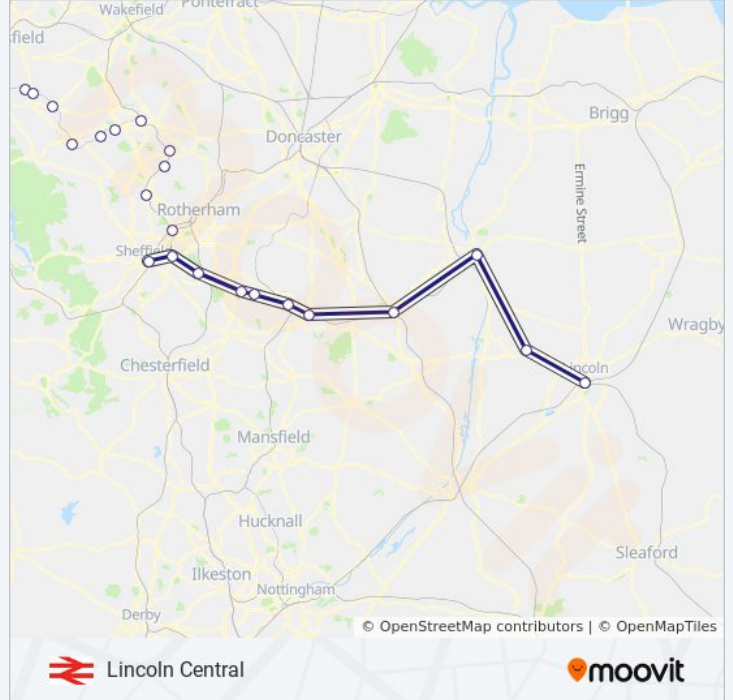 Wakefield
Pontefract
sfield
Brigg
Doncaster
Ermine Street
Rotherham
Sheffield
Wragby
Chesterfield
Lincoln
Mansfield
Hucknall
Sleaford
Ilkeston
Nottingham
Derby
© OpenStreetMap contributors | © OpenMapTiles
Lincoln Central
moovit